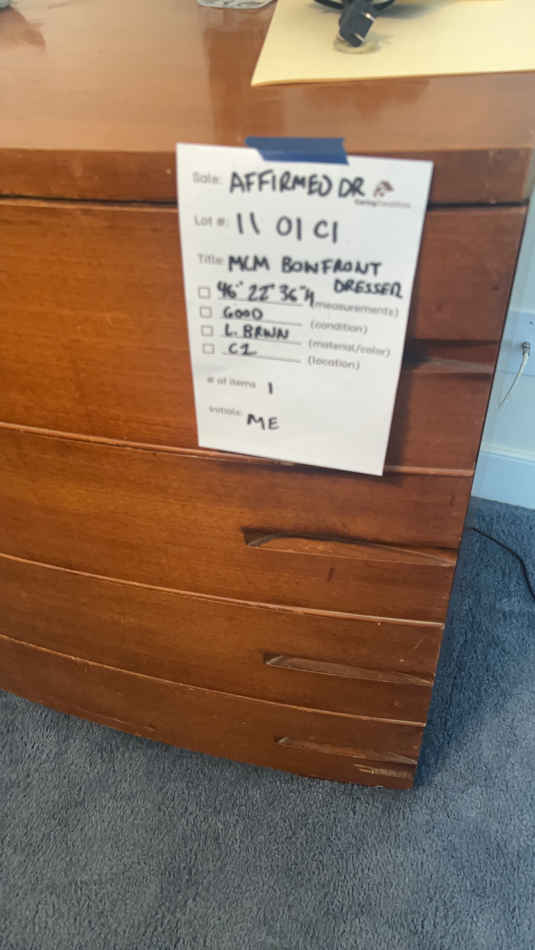 Sale: AFFIRMED DR
Lot #: 11 01 C1
Title: MCM BOWFRONT
DRESSER
46" 22" 36"H (measurements)
GOOD (condition)
L. BRWN (material/color)
C1 (location)
# of items 1
Initials: ME